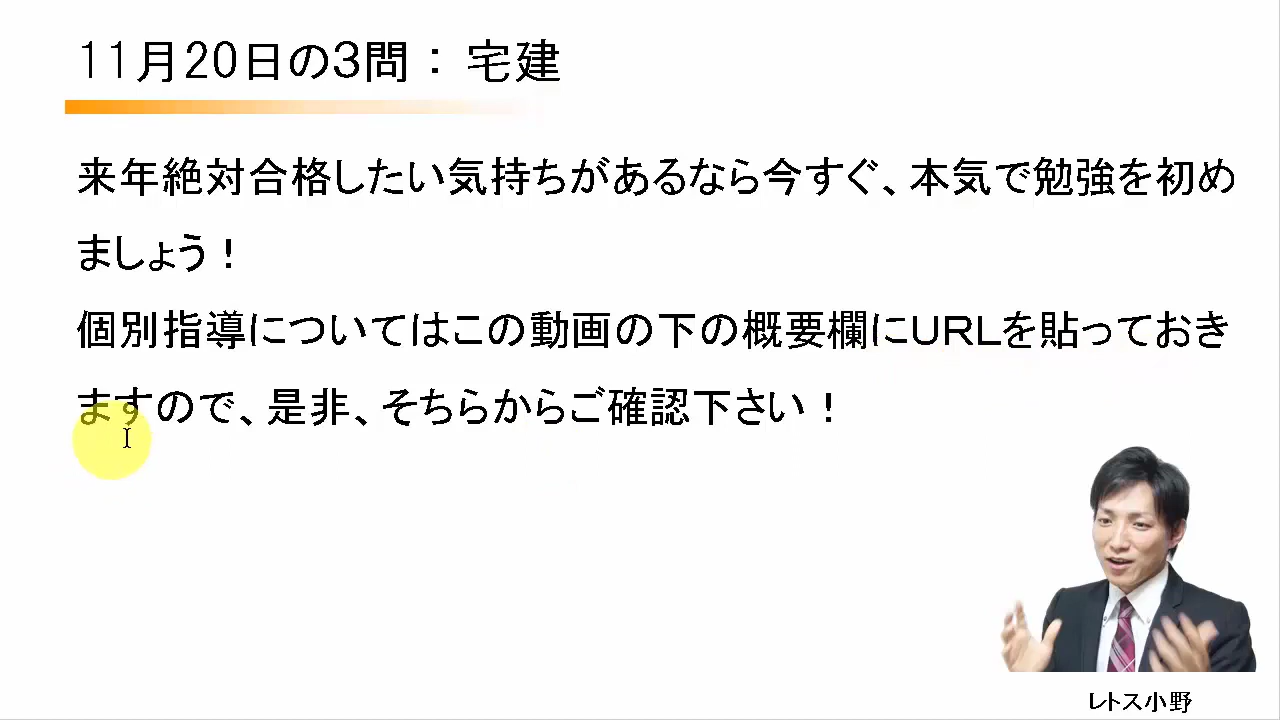 11月20日の3問： 宅建
来年絶対合格したい気持ちがあるなら今すぐ、本気で勉強を初め
ましょう！
個別指導についてはこの動画の下の概要欄にＵＲＬを貼っておき
ますので、是非、そちらからご確認下さい！
レトス小野